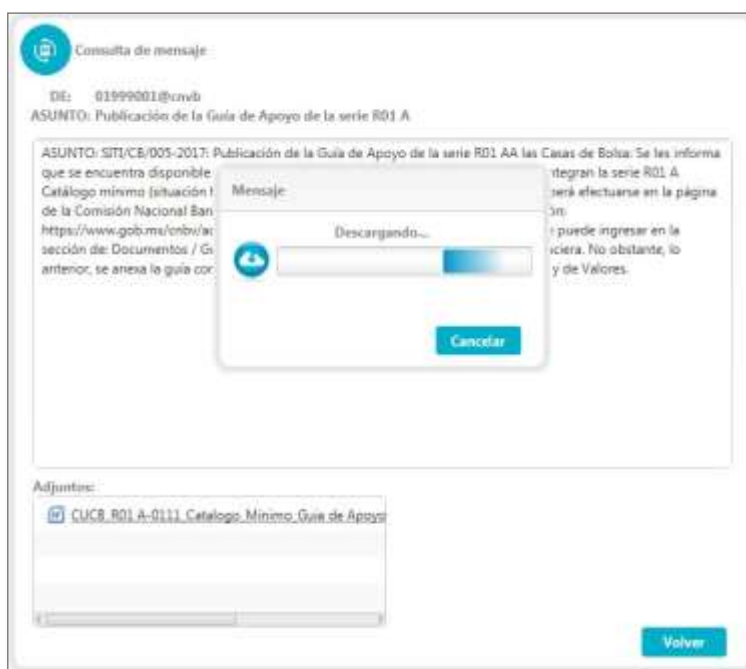 Consulta de mensaje
DE: 01999001@cnvb
ASUNTO: Publicación de la Guía de Apoyo de la serie R01 A
ASUNTO: SITI/CB/005-2017: Publicación de la Guía de Apoyo de la serie R01 AA las Casas de Bolsa: Se les informa
que se encuentra disponible ntegran la serie R01 A
Catálogo mínimo (situación f erá efectuarse en la página
de la Comisión Nacional Ban ón:
https://www.gob.mx/cnbv/ac puede ingresar en la
sección de: Documentos / G nciera. No obstante, lo
anterior, se anexa la guía cor y de Valores.
Mensaje
Descargando...
Cancelar
Adjuntos:
CUCB_R01 A-0111_Catalogo_Minimo_Guia de Apoyo
Volver